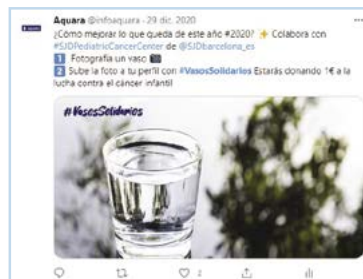 Aquara @infoaquara · 29 dic. 2020
¿Cómo mejorar lo que queda de este año #2020? ✨ Colabora con
#SJDPediatricCancerCenter de @SJDbarcelona_es
1️⃣ Fotografía un vaso 📷
2️⃣ Sube la foto a tu perfil con #VasosSolidarios Estarás donando 1€ a la
lucha contra el cáncer infantil
#VasosSolidarios
2